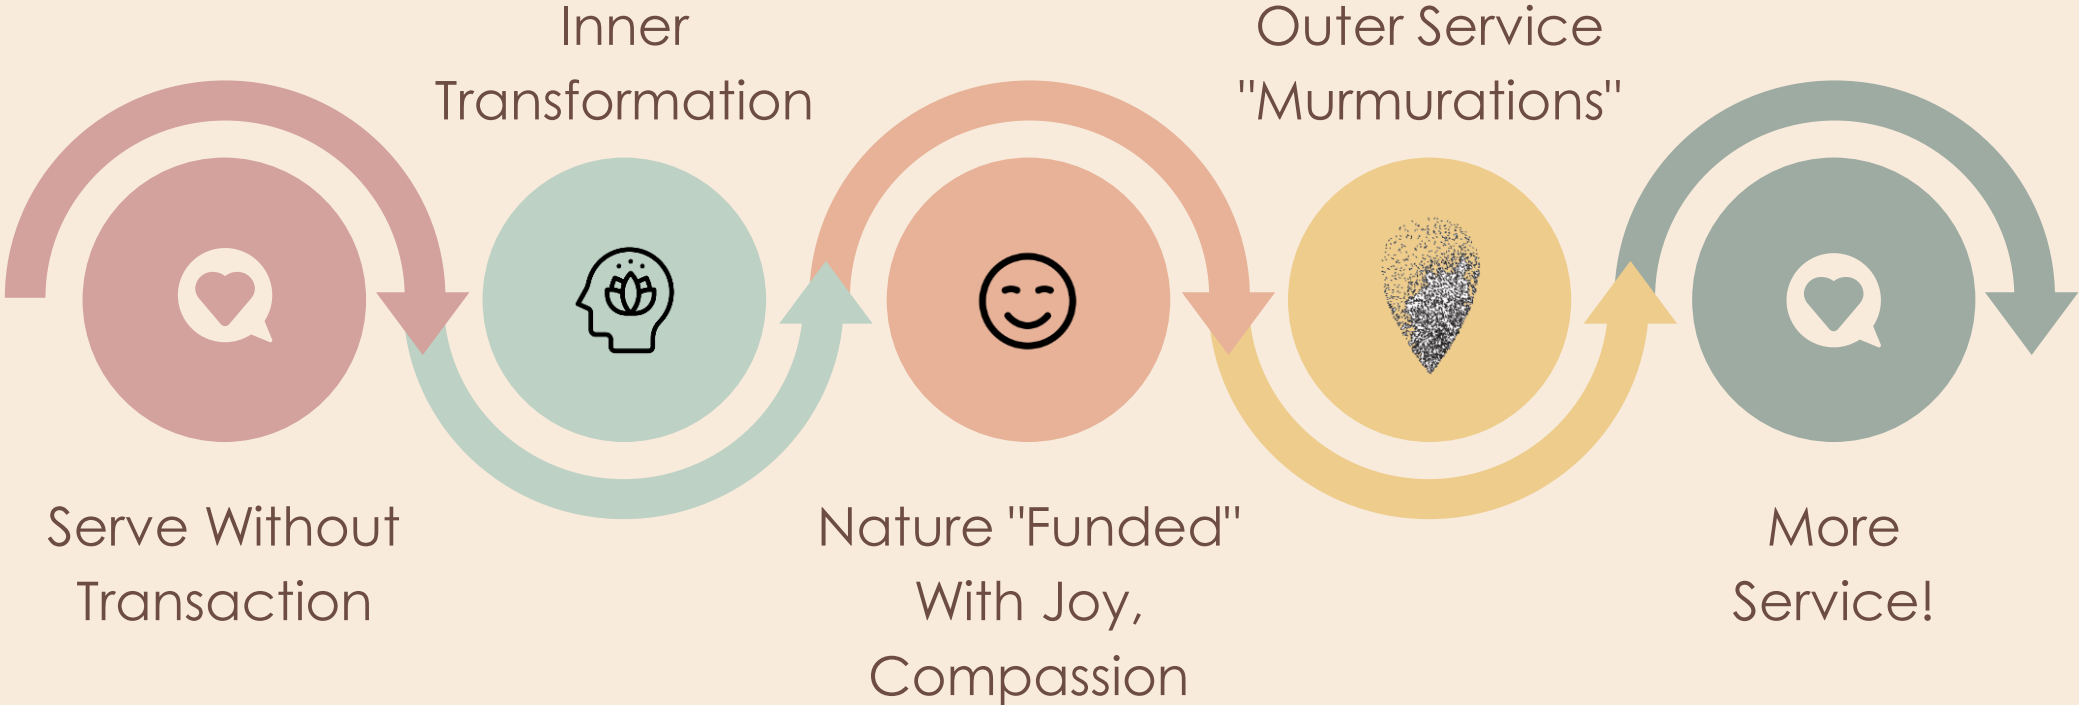 Inner
Transformation
Outer Service
"Murmurations"
Serve Without
Transaction
Nature "Funded"
With Joy,
Compassion
More
Service!